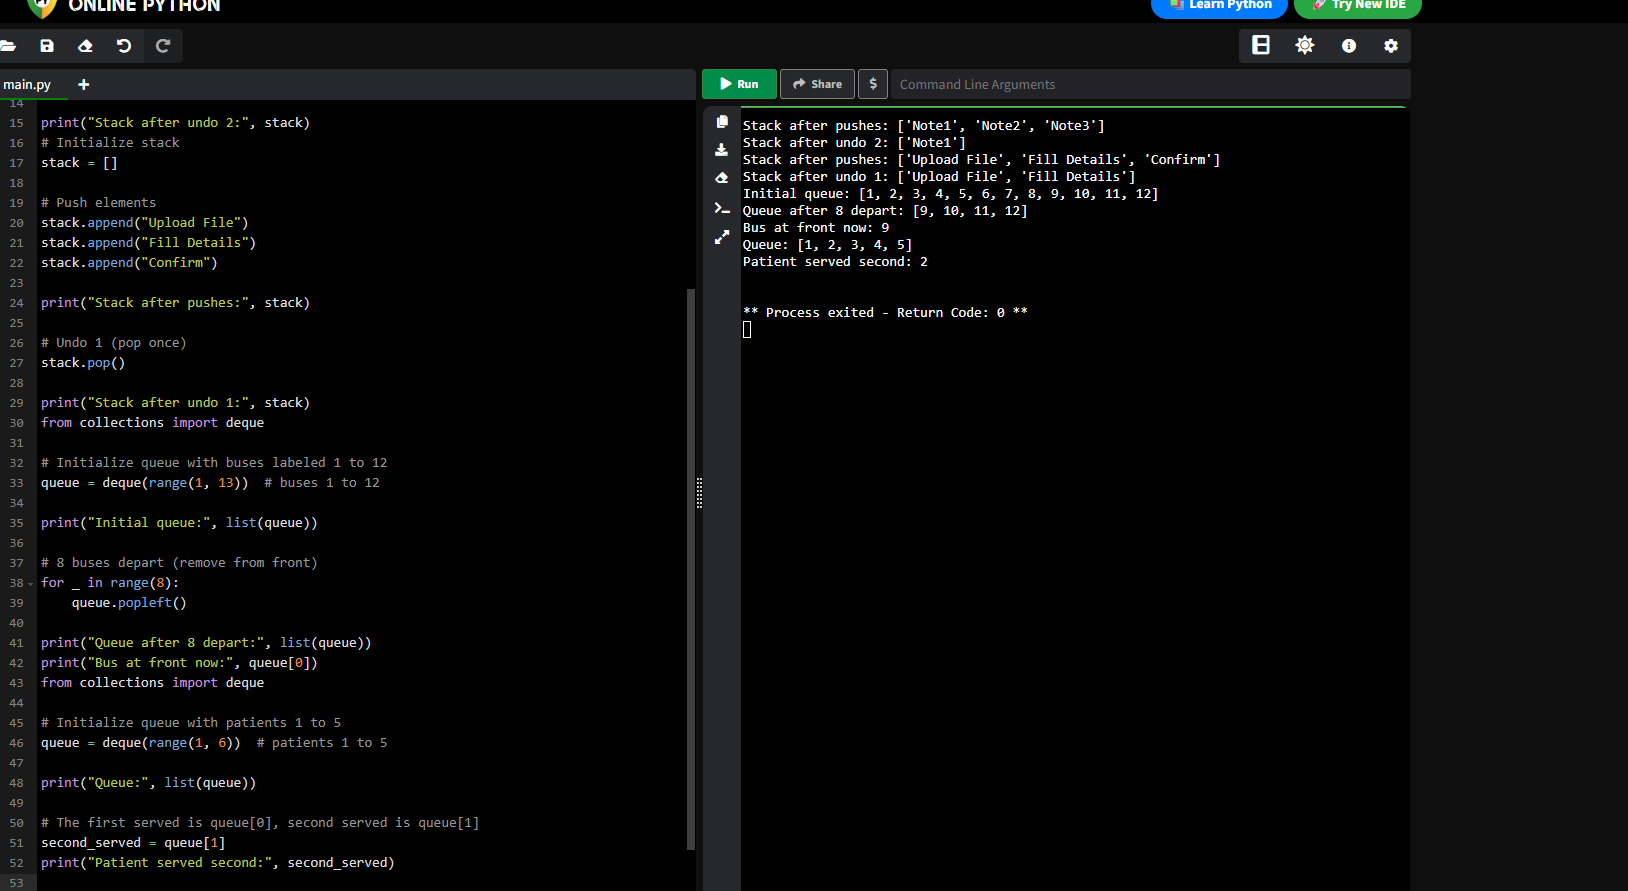 ONLINE PYTHON
Learn Python
Try New IDE
main.py +
Run
Share
$
Command Line Arguments
14
15 print("Stack after undo 2:", stack)
16 # Initialize stack
17 stack = []
18
19 # Push elements
20 stack.append("Upload File")
21 stack.append("Fill Details")
22 stack.append("Confirm")
23
24 print("Stack after pushes:", stack)
25
26 # Undo 1 (pop once)
27 stack.pop()
28
29 print("Stack after undo 1:", stack)
30 from collections import deque
31
32 # Initialize queue with buses labeled 1 to 12
33 queue = deque(range(1, 13))  # buses 1 to 12
34
35 print("Initial queue:", list(queue))
36
37 # 8 buses depart (remove from front)
38 for _ in range(8):
39     queue.popleft()
40
41 print("Queue after 8 depart:", list(queue))
42 print("Bus at front now:", queue[0])
43 from collections import deque
44
45 # Initialize queue with patients 1 to 5
46 queue = deque(range(1, 6))  # patients 1 to 5
47
48 print("Queue:", list(queue))
49
50 # The first served is queue[0], second served is queue[1]
51 second_served = queue[1]
52 print("Patient served second:", second_served)
53
Stack after pushes: ['Note1', 'Note2', 'Note3']
Stack after undo 2: ['Note1']
Stack after pushes: ['Upload File', 'Fill Details', 'Confirm']
Stack after undo 1: ['Upload File', 'Fill Details']
Initial queue: [1, 2, 3, 4, 5, 6, 7, 8, 9, 10, 11, 12]
Queue after 8 depart: [9, 10, 11, 12]
Bus at front now: 9
Queue: [1, 2, 3, 4, 5]
Patient served second: 2
** Process exited - Return Code: 0 **